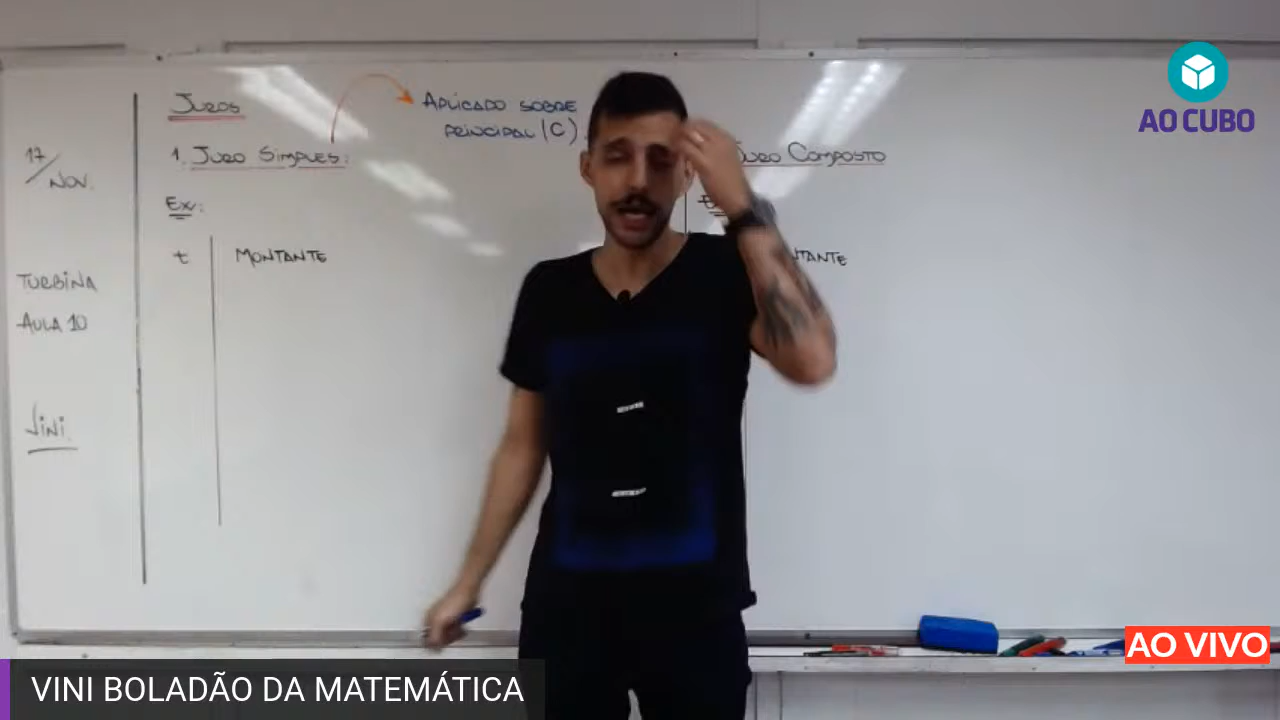 17/NOV.
TURBINA
AULA 10
VINI
JUROS
1. JURO SIMPLES:
APLICADO SOBRE
PRINCIPAL (C)
EX:
t MONTANTE
JURO COMPOSTO
NTANTE
AO CUBO
AO VIVO
VINI BOLADÃO DA MATEMÁTICA